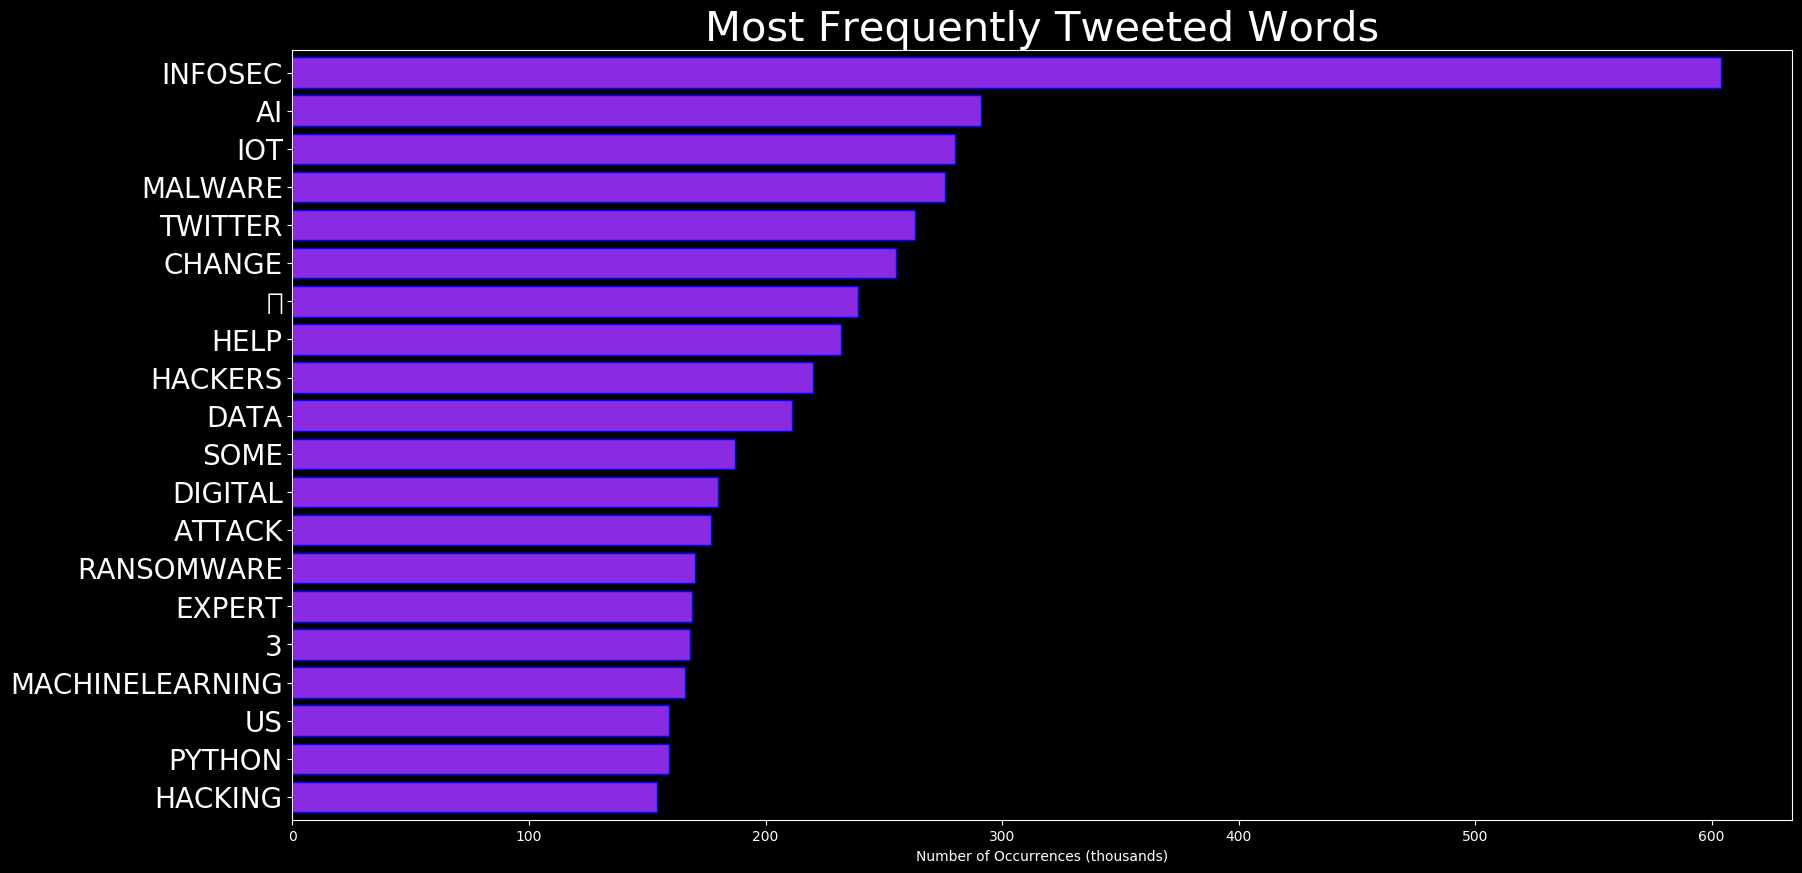 Most Frequently Tweeted Words
INFOSEC
AI
IOT
MALWARE
TWITTER
CHANGE
HELP
HACKERS
DATA
SOME
DIGITAL
ATTACK
RANSOMWARE
EXPERT
3
MACHINELEARNING
US
PYTHON
HACKING
0 100 200 300 400 500 600
Number of Occurrences (thousands)